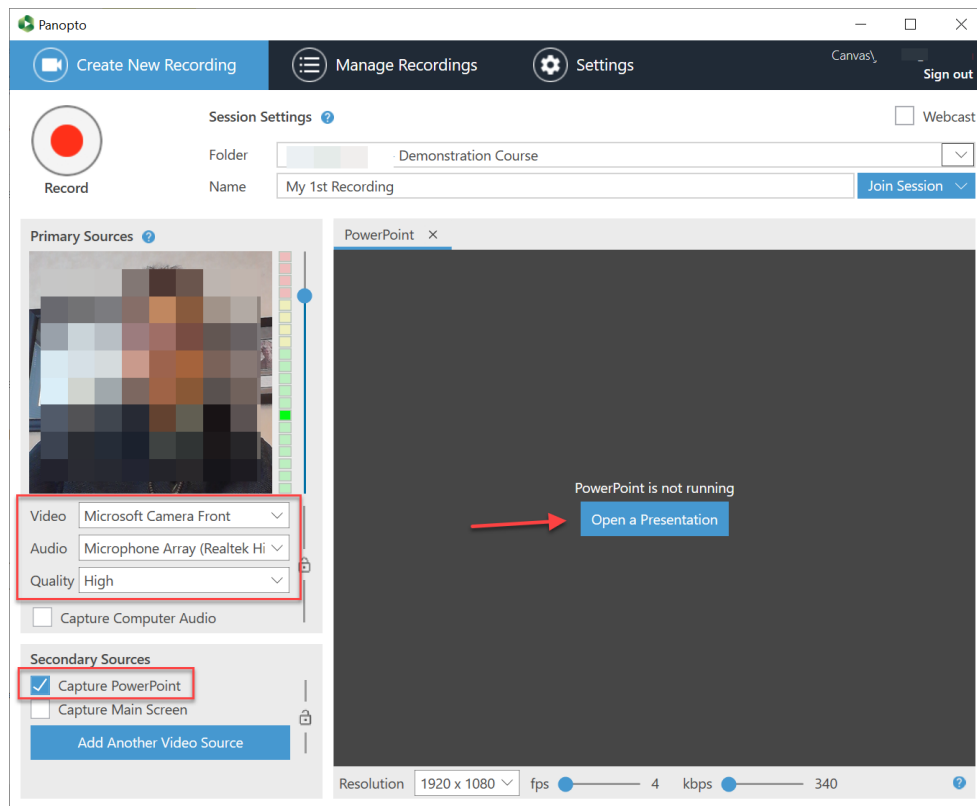 Panopto
Create New Recording
Manage Recordings
Settings
Canvas\
Sign out
Session Settings
Webcast
Folder
Demonstration Course
Record
Name
My 1st Recording
Join Session
Primary Sources
PowerPoint
PowerPoint is not running
Open a Presentation
Video
Microsoft Camera Front
Audio
Microphone Array (Realtek Hi
Quality
High
Capture Computer Audio
Secondary Sources
Capture PowerPoint
Capture Main Screen
Add Another Video Source
Resolution 1920 x 1080 fps 4 kbps 340